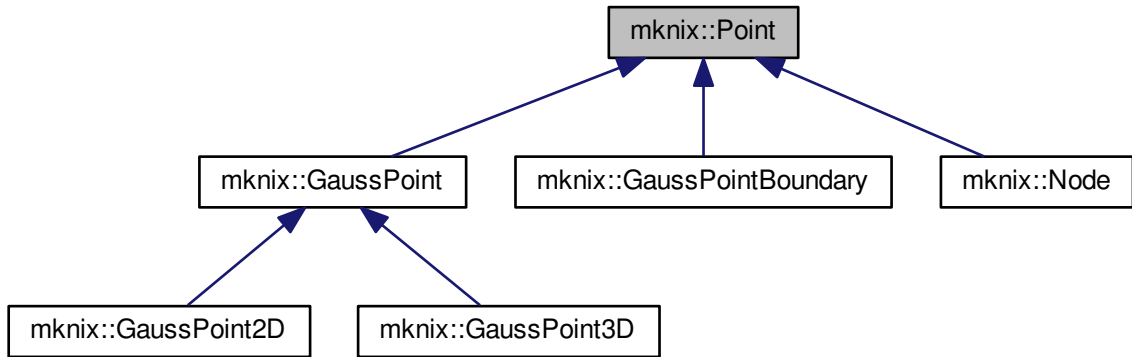 mknix::Point
mknix::GaussPoint
mknix::GaussPointBoundary
mknix::Node
mknix::GaussPoint2D
mknix::GaussPoint3D